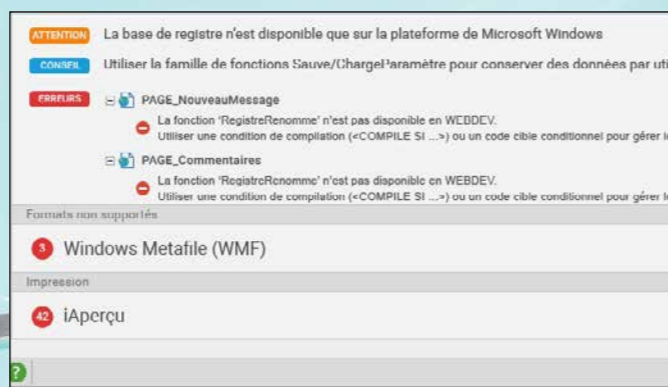 ATTENTION La base de registre n'est disponible que sur la plateforme de Microsoft Windows
CONSEIL Utiliser la famille de fonctions Sauve/ChargeParamètre pour conserver des données par uti
ERREURS PAGE_NouveauMessage
La fonction 'RegistreRenomme' n'est pas disponible en WEBDEV.
Utiliser une condition de compilation («COMPILE SI ...») ou un code cible conditionnel pour gérer le
PAGE_Commentaires
La fonction 'RegistreRenomme' n'est pas disponible en WEBDEV.
Utiliser une condition de compilation («COMPILE SI ...») ou un code cible conditionnel pour gérer le
Formats non supportés
3 Windows Metafile (WMF)
Impression
42 iAperçu
?